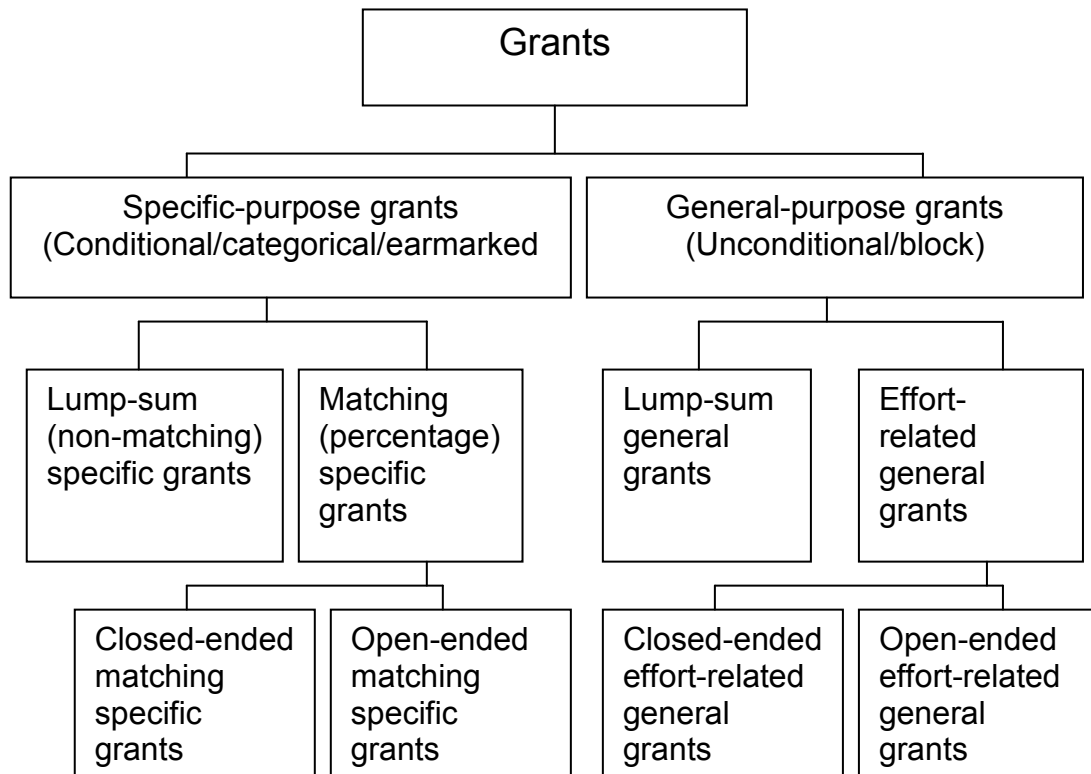 Grants
Specific-purpose grants
(Conditional/categorical/earmarked
General-purpose grants
(Unconditional/block)
Lump-sum
(non-matching)
specific grants
Matching
(percentage)
specific
grants
Lump-sum
general
grants
Effort-
related
general
grants
Closed-ended
matching
specific
grants
Open-ended
matching
specific
grants
Closed-ended
effort-related
general
grants
Open-ended
effort-related
general
grants